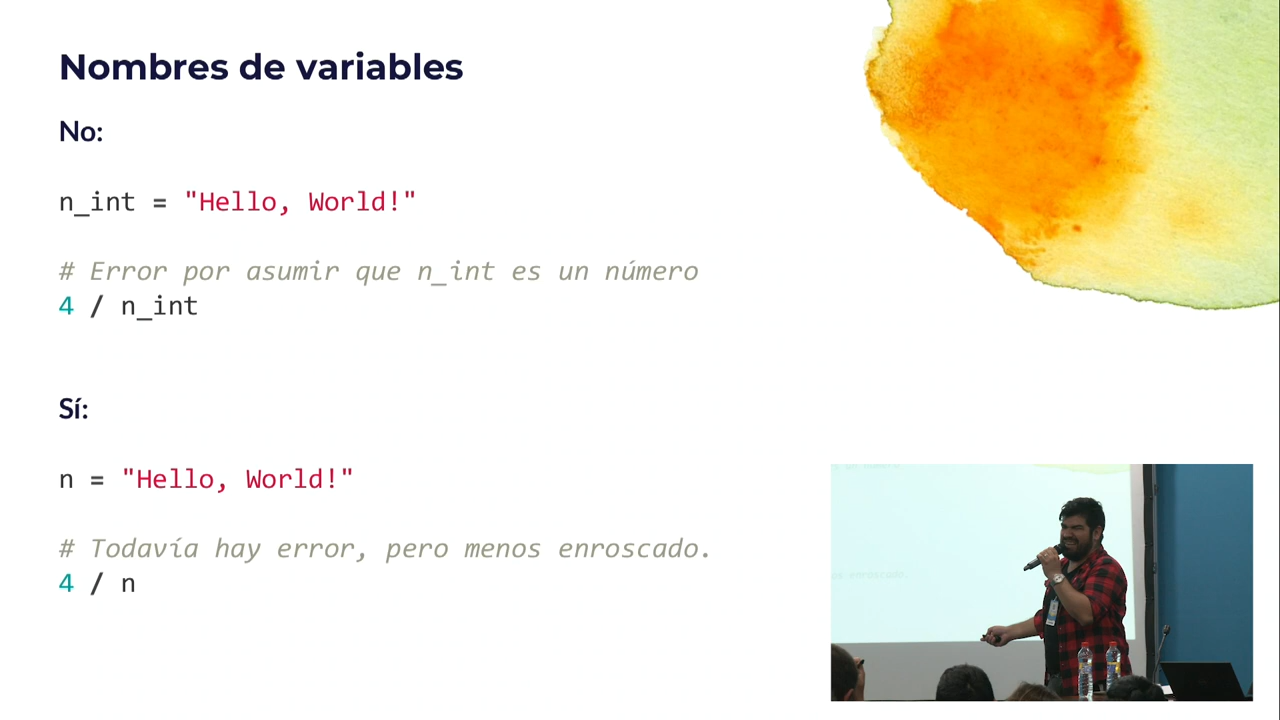 Nombres de variables
No:
n_int = "Hello, World!"
# Error por asumir que n_int es un número
4 / n_int
Sí:
n = "Hello, World!"
# Todavía hay error, pero menos enroscado.
4 / n
enroscado.